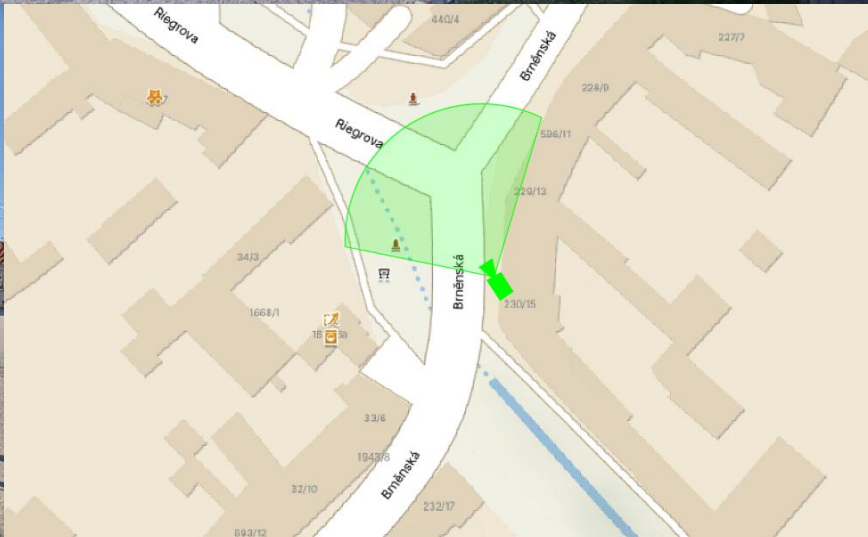 Riegrova
440/4
Brněnská
227/7
228/9
Riegrova
596/11
229/13
34/3
Brněnská
230/15
1668/1
33/6
1943/8
Brněnská
32/10
232/17
693/12